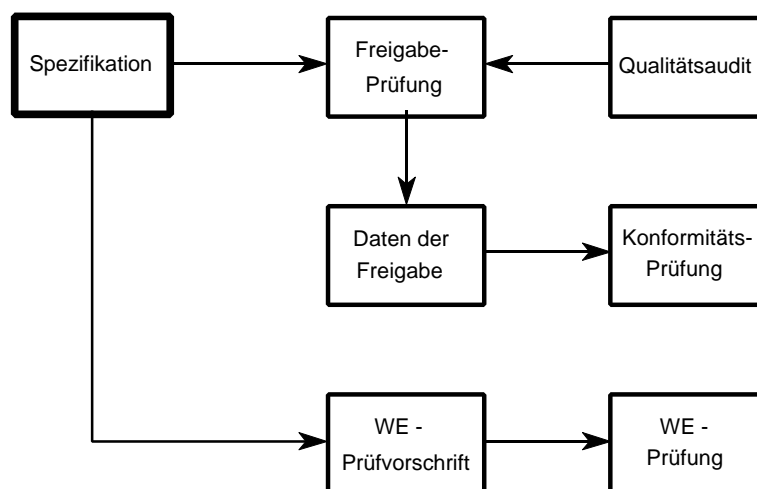 Spezifikation
Freigabe-
Prüfung
Qualitätsaudit
Daten der
Freigabe
Konformitäts-
Prüfung
WE -
Prüfvorschrift
WE -
Prüfung